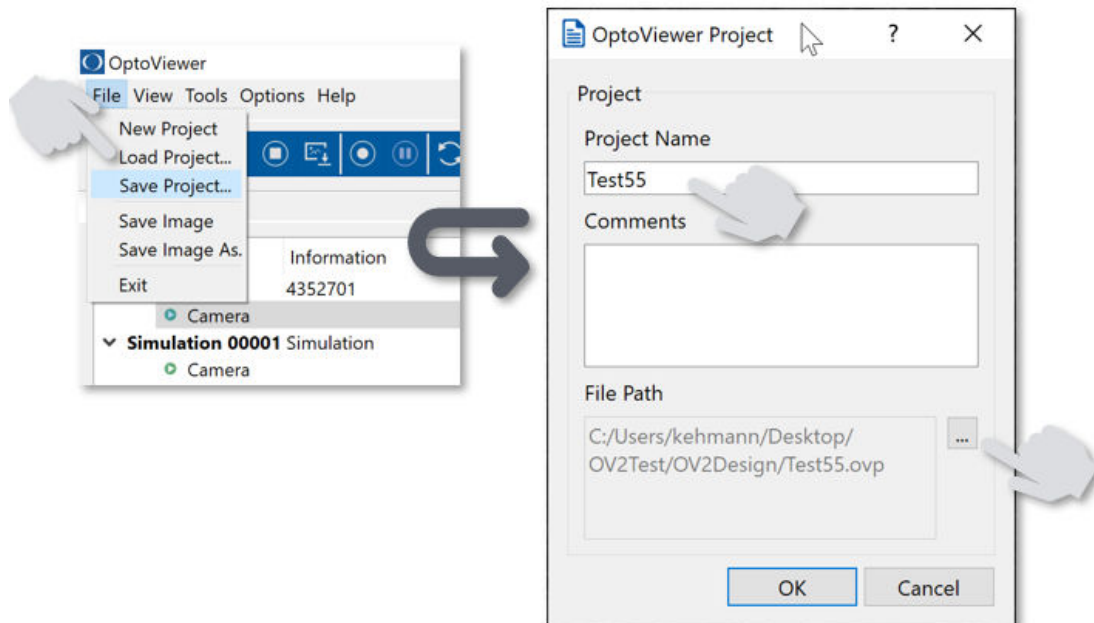 OptoViewer
File View Tools Options Help
New Project
Load Project...
Save Project...
Save Image
Save Image As.
Exit
Information
4352701
Camera
Simulation 00001 Simulation
Camera
OptoViewer Project ? ×
Project
Project Name
Test55
Comments
File Path
C:/Users/kehmann/Desktop/
OV2Test/OV2Design/Test55.ovp
...
OK Cancel